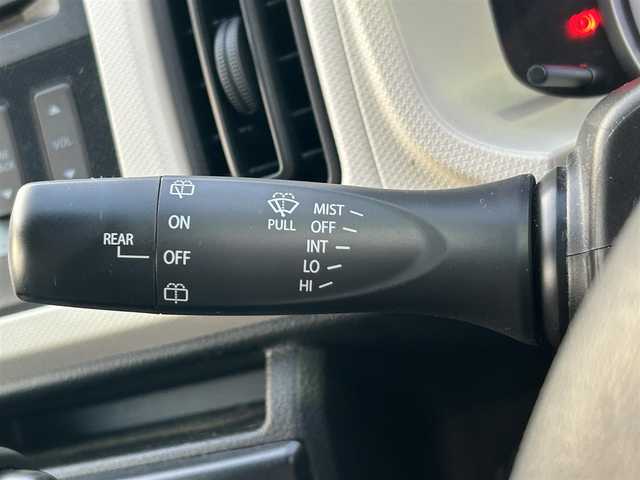 VOL
REAR
ON
OFF
PULL
MIST
OFF
INT
LO
HI